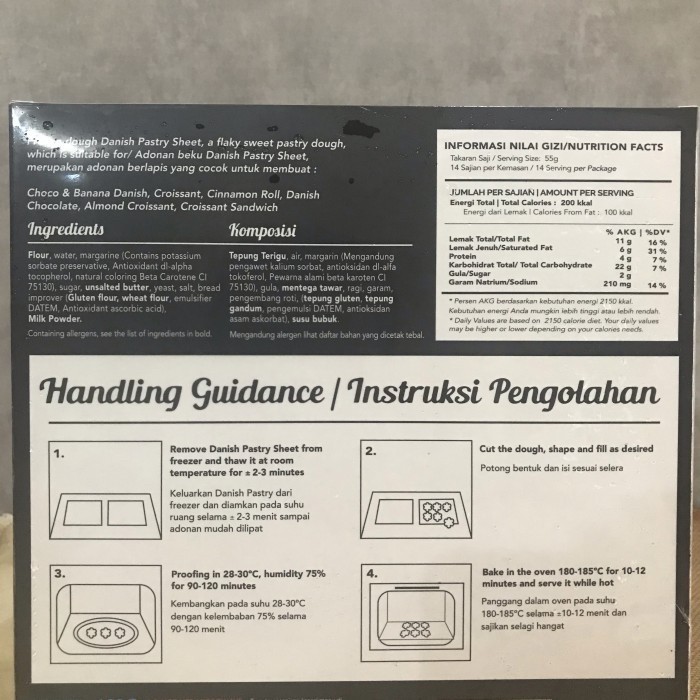 dough Danish Pastry Sheet, a flaky sweet pastry dough,
which is suitable for/ Adonan beku Danish Pastry Sheet,
merupakan adonan berlapis yang cocok untuk membuat :
Choco & Banana Danish, Croissant, Cinnamon Roll, Danish
Chocolate, Almond Croissant, Croissant Sandwich
Ingredients
Flour, water, margarine (Contains potassium
sorbate preservative, Antioxidant dl-alpha
tocopherol, natural coloring Beta Carotene CI
75130), sugar, unsalted butter, yeast, salt, bread
improver (Gluten flour, wheat flour, emulsifier
DATEM, Antioxidant ascorbic acid),
Milk Powder.
Containing allergens, see the list of ingredients in bold.
Komposisi
Tepung Terigu, air, margarin (Mengandung
pengawet kalium sorbat, antioksidan dl-alfa
tokoferol, Pewarna alami beta karoten CI
75130), gula, mentega tawar, ragi, garam,
pengembang roti, (tepung gluten, tepung
gandum, pengemulsi DATEM, antioksidan
asam askorbat), susu bubuk.
Mengandung alergen lihat daftar bahan yang dicetak tebal.
INFORMASI NILAI GIZI/NUTRITION FACTS
Takaran Saji / Serving Size: 55g
14 Sajian per Kemasan / 14 Serving per Package
JUMLAH PER SAJIAN | AMOUNT PER SERVING
Energi Total | Total Calories : 200 kkal
Energi dari Lemak | Calories From Fat : 100 kkal
% AKG | %DV*
Lemak Total/Total Fat 11 g 16 %
Lemak Jenuh/Saturated Fat 6 g 31 %
Protein 4 g 7 %
Karbohidrat Total/ Total Carbohydrate 22 g 7 %
Gula/Sugar 2 g
Garam Natrium/Sodium 210 mg 14 %
* Persen AKG berdasarkan kebutuhan energi 2150 kkal.
Kebutuhan energi Anda mungkin lebih tinggi atau lebih rendah.
* Daily Values are based on 2150 calorie diet. Your daily values
may be higher or lower depending on your calories needs.
Handling Guidance / Instruksi Pengolahan
1.
Remove Danish Pastry Sheet from
freezer and thaw it at room
temperature for ± 2-3 minutes
Keluarkan Danish Pastry dari
freezer dan diamkan pada suhu
ruang selama ± 2-3 menit sampai
adonan mudah dilipat
2.
Cut the dough, shape and fill as desired
Potong bentuk dan isi sesuai selera
3.
Proofing in 28-30°C, humidity 75%
for 90-120 minutes
Kembangkan pada suhu 28-30°C
dengan kelembaban 75% selama
90-120 menit
4.
Bake in the oven 180-185°C for 10-12
minutes and serve it while hot
Panggang dalam oven pada suhu
180-185°C selama ±10-12 menit dan
sajikan selagi hangat